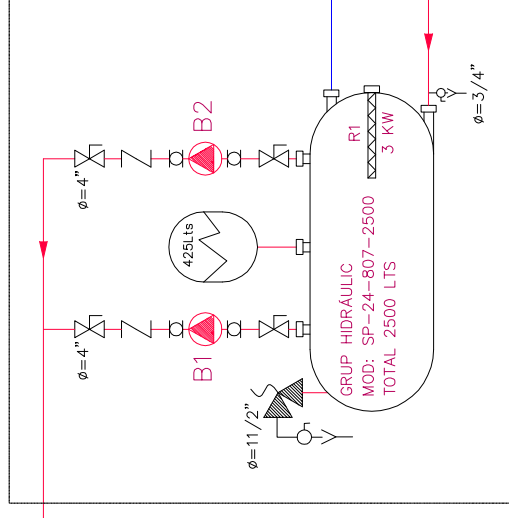 B2
ø=4"
R1
3 KW
ø=3/4"
425Lts
GRUP HIDRÁULIC
MOD: SP-24-807-2500
TOTAL 2500 LTS
ø=4"
B1
ø=11/2"